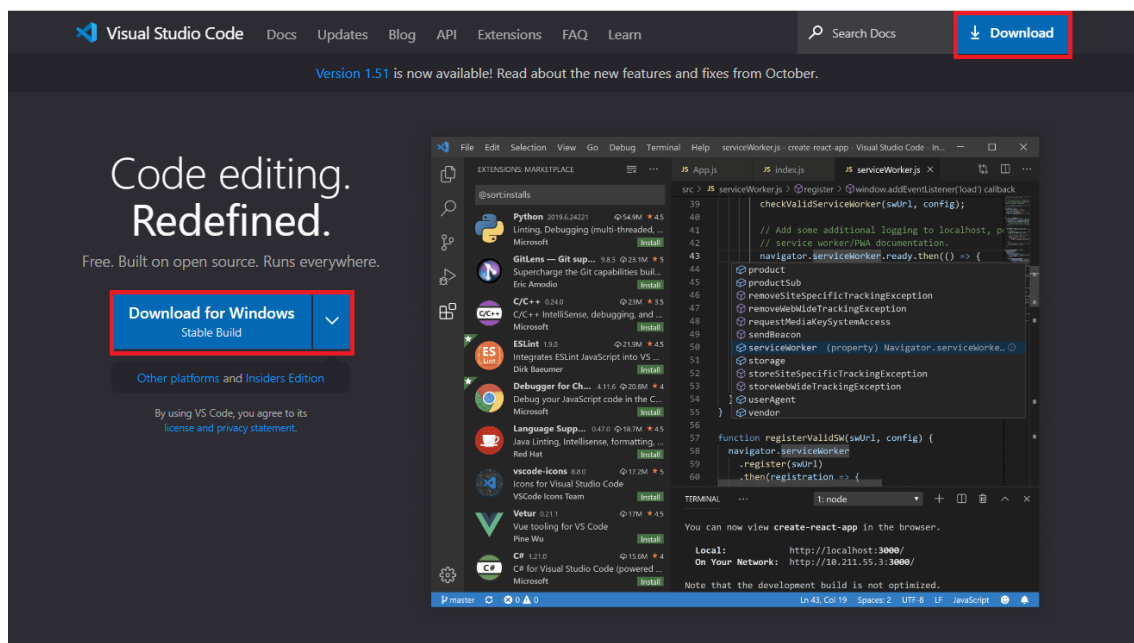 Visual Studio Code Docs Updates Blog API Extensions FAQ Learn Search Docs Download
Version 1.51 is now available! Read about the new features and fixes from October.
Code editing.
Redefined.
Free. Built on open source. Runs everywhere.
Download for Windows
Stable Build
Other platforms and Insiders Edition
By using VS Code, you agree to its
license and privacy statement.
File Edit Selection View Go Debug Terminal Help serviceWorker.js - create-react-app - Visual Studio Code - In...
EXTENSIONS: MARKETPLACE
@sort:installs
Python 2019.6.24221 54.9M ★ 4.5
Linting, Debugging (multi-threaded, ...
Microsoft Install
GitLens — Git sup... 9.8.5 23.1M ★ 5
Supercharge the Git capabilities buil...
Eric Amodio Install
C/C++ 0.24.0 23M ★ 3.5
C/C++ IntelliSense, debugging, and ...
Microsoft Install
ESLint 1.9.0 21.9M ★ 4.5
Integrates ESLint JavaScript into VS ...
Dirk Baeumer Install
Debugger for Ch... 4.11.6 20.6M ★ 4
Debug your JavaScript code in the C...
Microsoft Install
Language Supp... 0.47.0 18.7M ★ 4.5
Java Linting, Intellisense, formatting, ...
Red Hat Install
vscode-icons 8.8.0 17.2M ★ 5
Icons for Visual Studio Code
VSCode Icons Team Install
Vetur 0.21.1 17M ★ 4.5
Vue tooling for VS Code
Pine Wu Install
C# 1.21.0 15.6M ★ 4
C# for Visual Studio Code (powered ...
Microsoft Install
JS App.js JS index.js JS serviceWorker.js ×
src > JS serviceWorker.js > register > window.addEventListener('load') callback
39 checkValidServiceWorker(swUrl, config);
40
41 // Add some additional logging to localhost, p
42 // service worker/PWA documentation.
43 navigator.serviceWorker.ready.then(() => {
44 product
45 productSub
46 removeSiteSpecificTrackingException
47 removeWebWideTrackingException
48 requestMediaKeySystemAccess
49 sendBeacon
50 serviceWorker (property) Navigator.serviceWorke...
51 storage
52 storeSiteSpecificTrackingException
53 storeWebWideTrackingException
54 } userAgent
55 } vendor
56
57 function registerValidSW(swUrl, config) {
58 navigator.serviceWorker
59 .register(swUrl)
60 .then(registration => {
TERMINAL ... 1: node
You can now view create-react-app in the browser.
Local: http://localhost:3000/
On Your Network: http://10.211.55.3:3000/
Note that the development build is not optimized.
master 0 0 Ln 43, Col 19 Spaces: 2 UTF-8 LF JavaScript